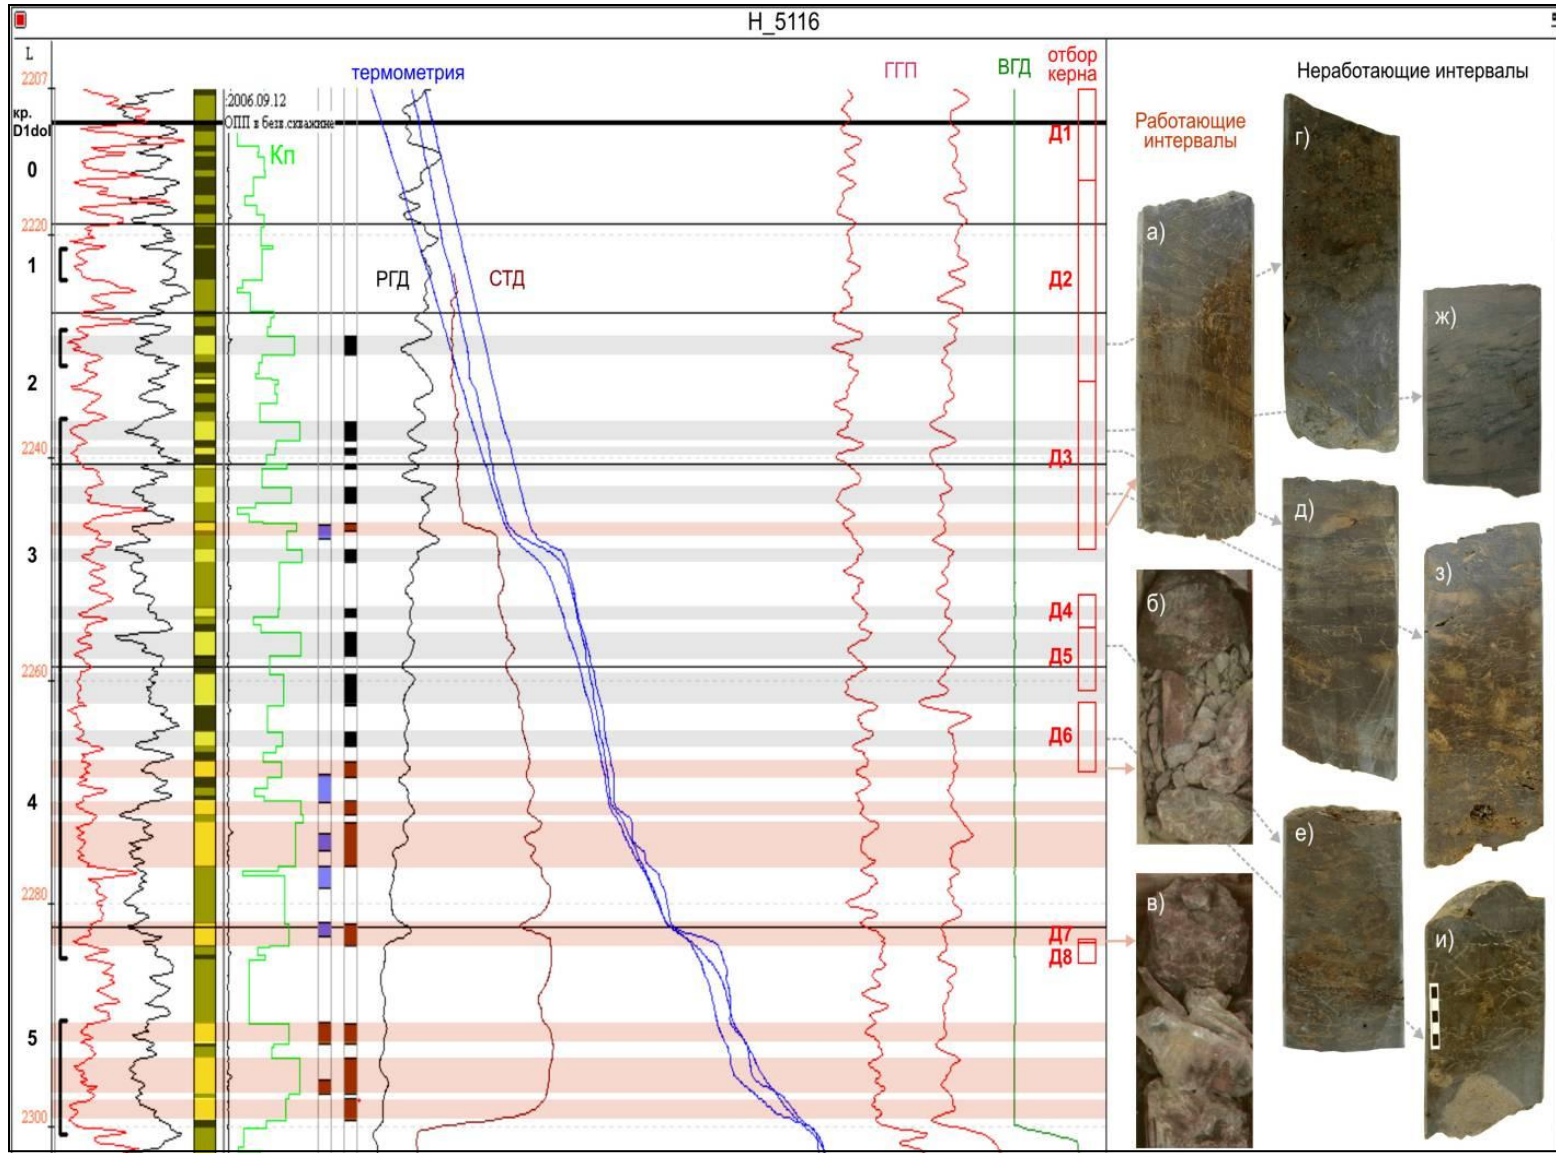 H_5116
L
2207
кр.
D1dol
0
2220
1
2
2240
3
2260
4
2280
5
2300
:2006.09.12
ОПП в безв.скважине
Кп
термометрия
РГД
СТД
ГГП
ВГД
отбор
керна
Д1
Д2
Д3
Д4
Д5
Д6
Д7
Д8
Работающие
интервалы
Неработающие интервалы
а)
б)
в)
г)
д)
е)
ж)
з)
и)